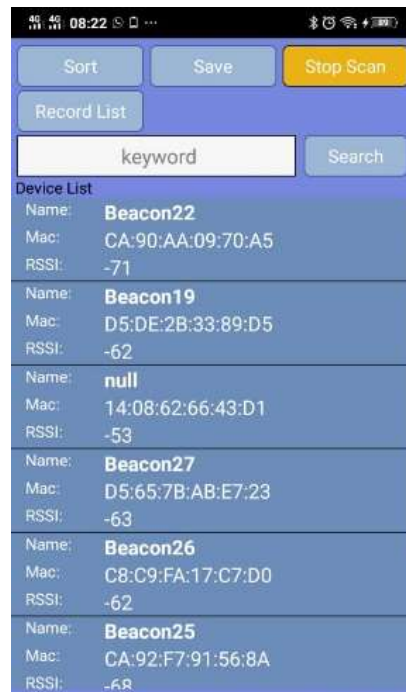 4G 4G 08:22 89
Sort Save Stop Scan
Record List
keyword Search
Device List
Name: Beacon22
Mac: CA:90:AA:09:70:A5
RSSI: -71
Name: Beacon19
Mac: D5:DE:2B:33:89:D5
RSSI: -62
Name: null
Mac: 14:08:62:66:43:D1
RSSI: -53
Name: Beacon27
Mac: D5:65:7B:AB:E7:23
RSSI: -63
Name: Beacon26
Mac: C8:C9:FA:17:C7:D0
RSSI: -62
Name: Beacon25
Mac: CA:92:F7:91:56:8A
RSSI: -68